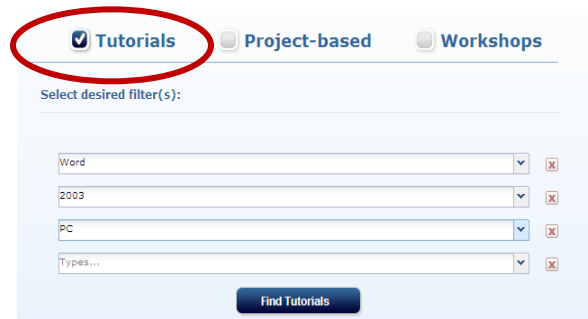 Tutorials Project-based Workshops
Select desired filter(s):
Word
2003
PC
Types...
Find Tutorials